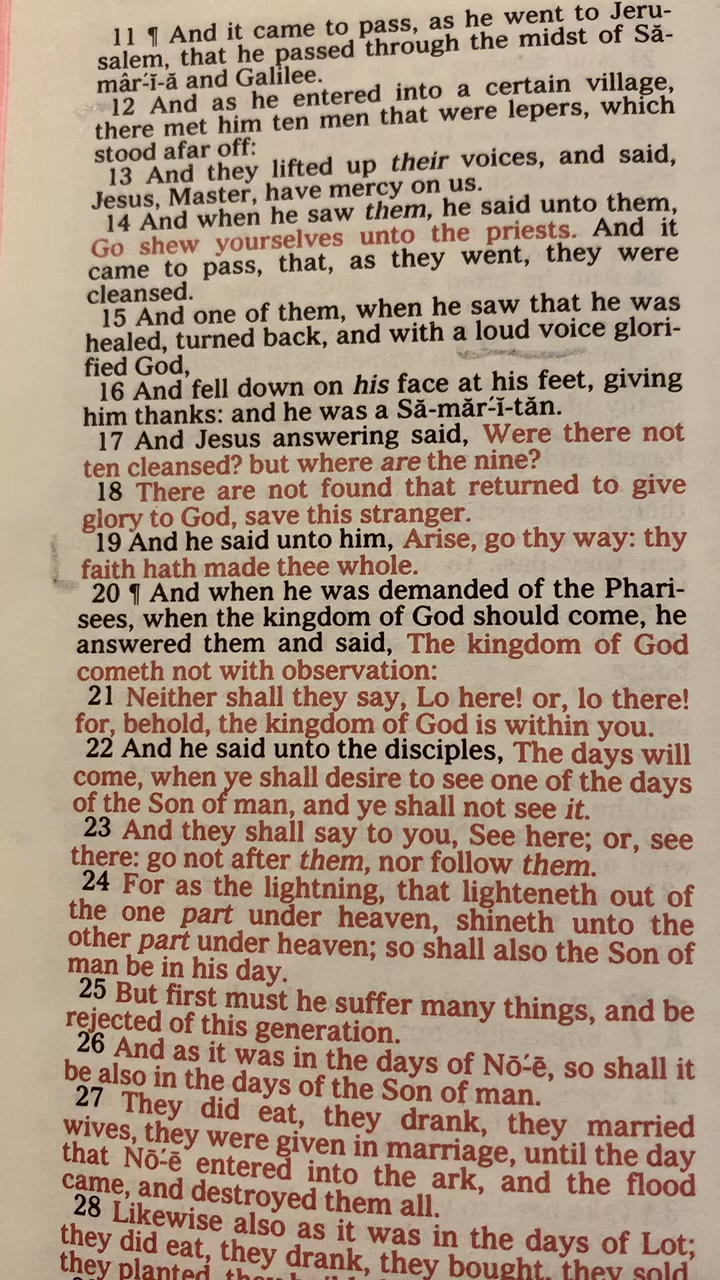 11 ¶ And it came to pass, as he went to Jeru-
salem, that he passed through the midst of Să-
mâr´-ĭ-ă and Galilee.
12 And as he entered into a certain village,
there met him ten men that were lepers, which
stood afar off:
13 And they lifted up their voices, and said,
Jesus, Master, have mercy on us.
14 And when he saw them, he said unto them,
Go shew yourselves unto the priests. And it
came to pass, that, as they went, they were
cleansed.
15 And one of them, when he saw that he was
healed, turned back, and with a loud voice glori-
fied God,
16 And fell down on his face at his feet, giving
him thanks: and he was a Să-măr´ĭ-tăn.
17 And Jesus answering said, Were there not
ten cleansed? but where are the nine?
18 There are not found that returned to give
glory to God, save this stranger.
19 And he said unto him, Arise, go thy way: thy
faith hath made thee whole.
20 ¶ And when he was demanded of the Phari-
sees, when the kingdom of God should come, he
answered them and said, The kingdom of God
cometh not with observation:
21 Neither shall they say, Lo here! or, lo there!
for, behold, the kingdom of God is within you.
22 And he said unto the disciples, The days will
come, when ye shall desire to see one of the days
of the Son of man, and ye shall not see it.
23 And they shall say to you, See here; or, see
there: go not after them, nor follow them.
24 For as the lightning, that lighteneth out of
the one part under heaven, shineth unto the
other part under heaven; so shall also the Son of
man be in his day.
25 But first must he suffer many things, and be
rejected of this generation.
26 And as it was in the days of Nō´-ē, so shall it
be also in the days of the Son of man.
27 They did eat, they drank, they married
wives, they were given in marriage, until the day
that Nō´-ē entered into the ark, and the flood
came, and destroyed them all.
28 Likewise also as it was in the days of Lot;
they did eat, they drank, they bought, they sold,
they planted,